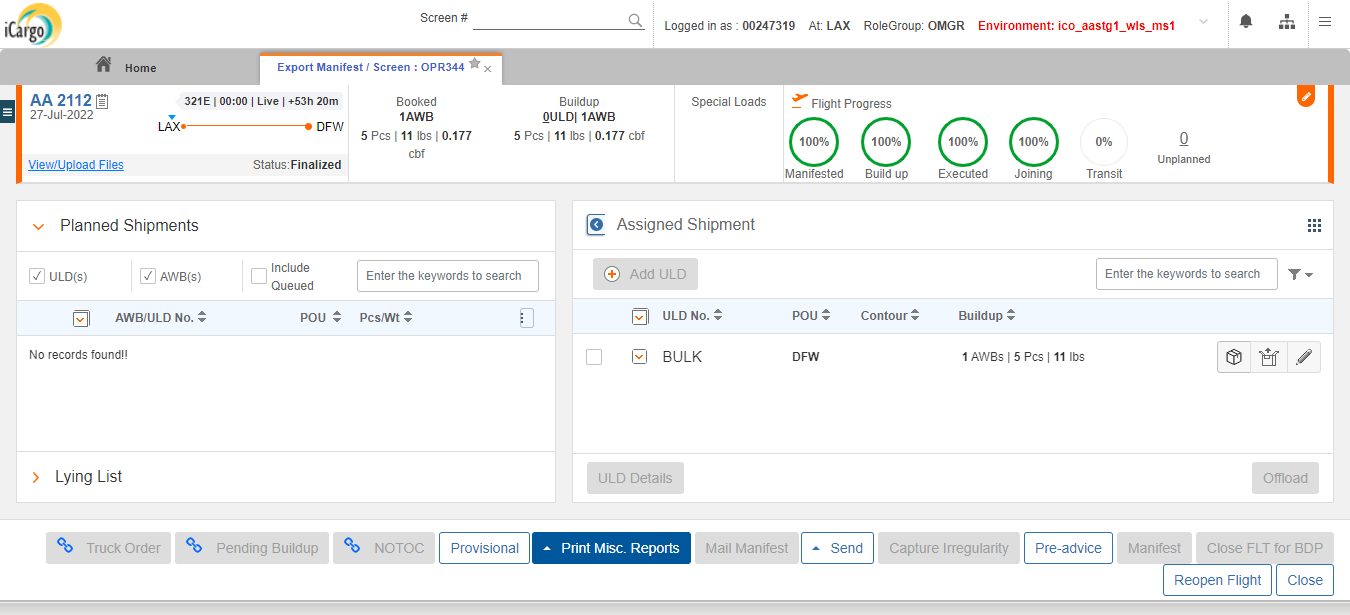 iCargo
Screen #
Logged in as : 00247319 At: LAX RoleGroup: OMGR Environment: ico_aastg1_wls_ms1
Home
Export Manifest / Screen : OPR344
AA 2112
27-Jul-2022
321E | 00:00 | Live | +53h 20m
LAX DFW
View/Upload Files
Status:Finalized
Booked
1AWB
5 Pcs | 11 lbs | 0.177
cbf
Buildup
0ULD| 1AWB
5 Pcs | 11 lbs | 0.177 cbf
Special Loads
Flight Progress
100% 100% 100% 100% 0% 0
Manifested Build up Executed Joining Transit Unplanned
Planned Shipments
ULD(s) AWB(s) Include
Queued
Enter the keywords to search
AWB/ULD No. POU Pcs/Wt
No records found!!
Lying List
Assigned Shipment
Add ULD
Enter the keywords to search
ULD No. POU Contour Buildup
BULK DFW 1 AWBs | 5 Pcs | 11 lbs
ULD Details Offload
Truck Order Pending Buildup NOTOC Provisional Print Misc. Reports Mail Manifest Send Capture Irregularity Pre-advice Manifest Close FLT for BDP
Reopen Flight Close